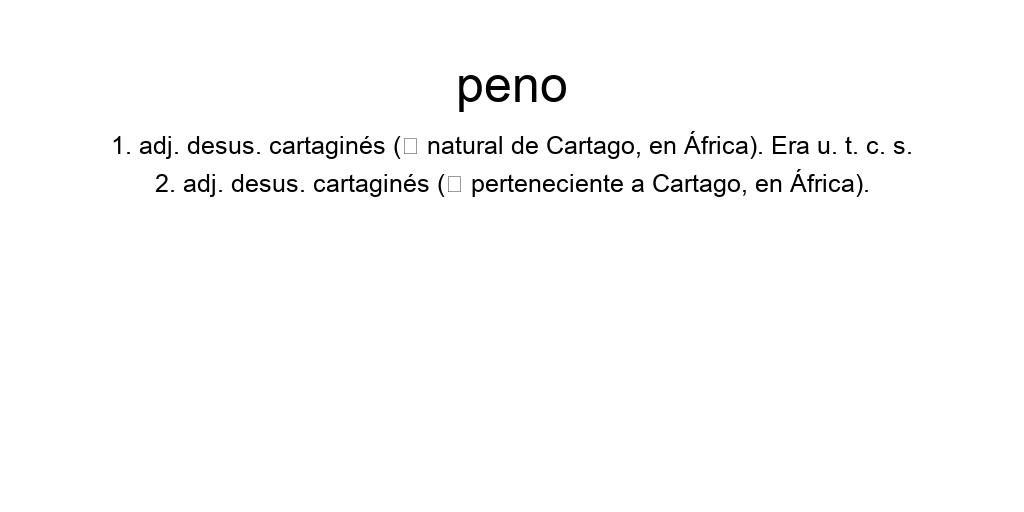 peno
1. adj. desus. cartaginés (□ natural de Cartago, en África). Era u. t. c. s.
2. adj. desus. cartaginés (□ perteneciente a Cartago, en África).